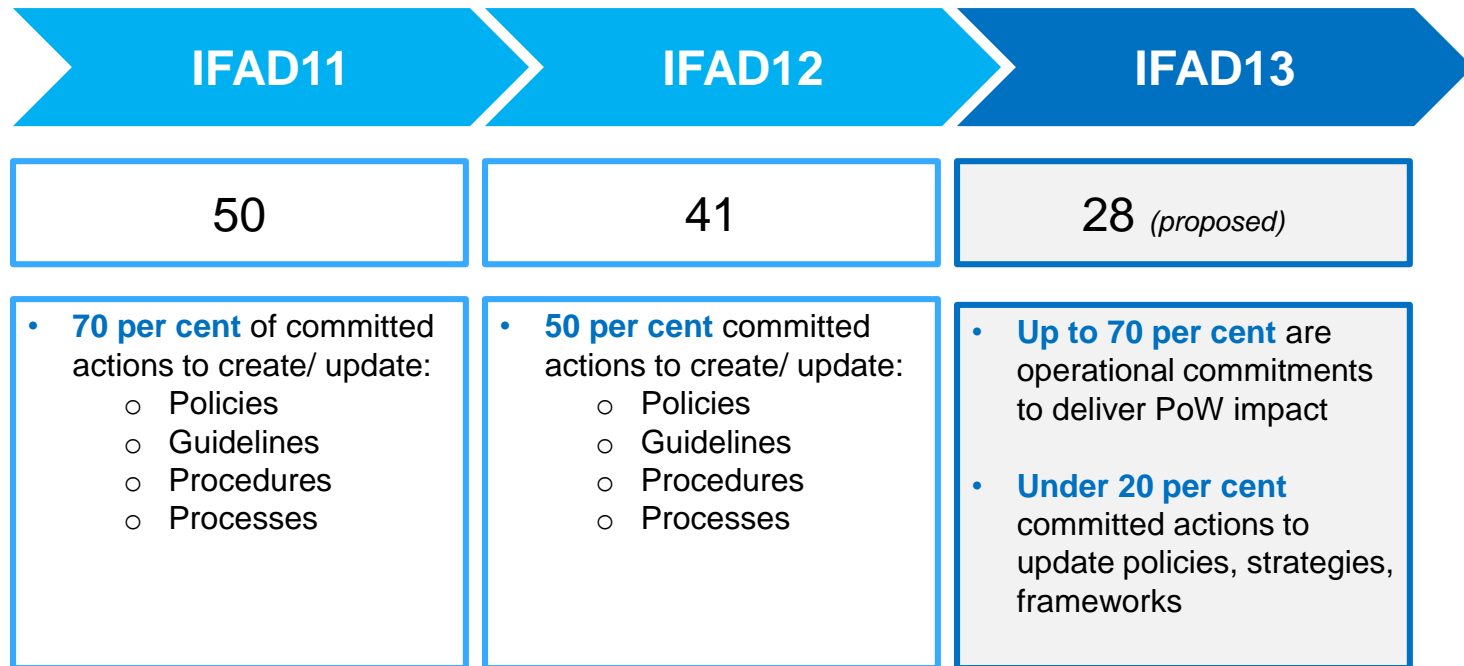 IFAD11
IFAD12
IFAD13
50
41
28 (proposed)
• 70 per cent of committed
actions to create/ update:
o Policies
o Guidelines
o Procedures
o Processes
• 50 per cent committed
actions to create/ update:
o Policies
o Guidelines
o Procedures
o Processes
• Up to 70 per cent are
operational commitments
to deliver PoW impact
• Under 20 per cent
committed actions to
update policies, strategies,
frameworks